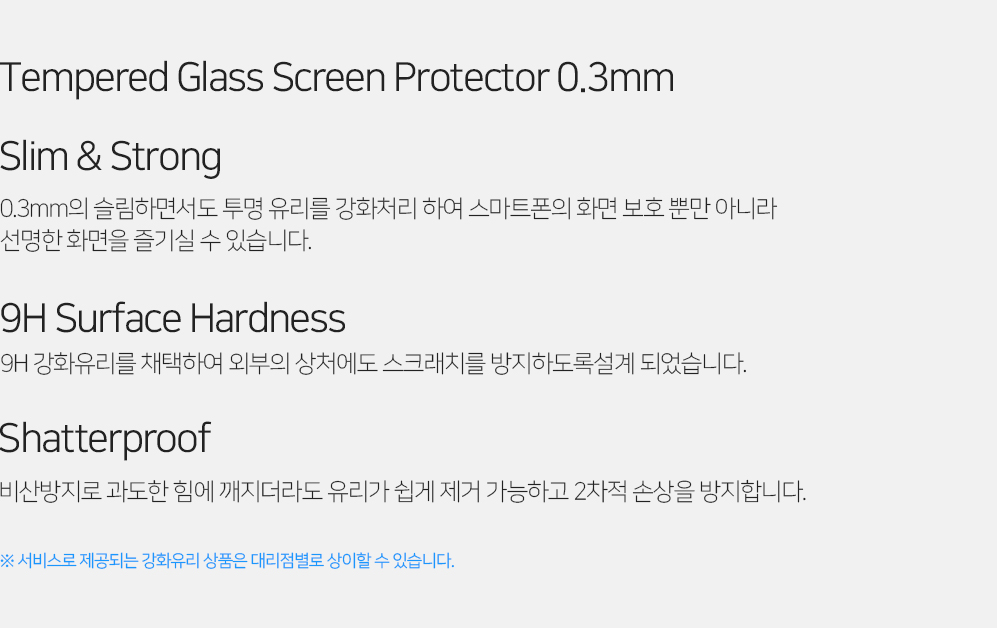 Tempered Glass Screen Protector 0.3mm
Slim & Strong
0.3mm의 슬림하면서도 투명 유리를 강화처리 하여 스마트폰의 화면 보호 뿐만 아니라
선명한 화면을 즐기실 수 있습니다.
9H Surface Hardness
9H 강화유리를 채택하여 외부의 상처에도 스크래치를 방지하도록설계 되었습니다.
Shatterproof
비산방지로 과도한 힘에 깨지더라도 유리가 쉽게 제거 가능하고 2차적 손상을 방지합니다.
※ 서비스로 제공되는 강화유리 상품은 대리점별로 상이할 수 있습니다.